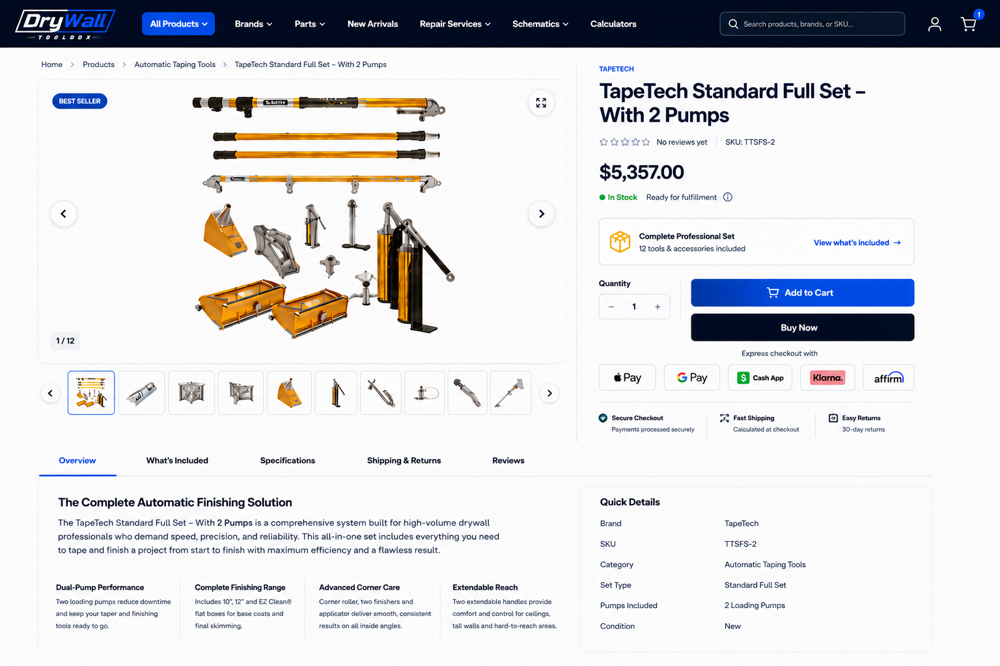 DryWall
TOOLBOX
All Products
Brands
Parts
New Arrivals
Repair Services
Schematics
Calculators
Search products, brands, or SKU...
1
Home
Products
Automatic Taping Tools
TapeTech Standard Full Set – With 2 Pumps
BEST SELLER
1 / 12
TAPETECH
TapeTech Standard Full Set –
With 2 Pumps
No reviews yet
SKU: TTSFS-2
$5,357.00
In Stock
Ready for fulfillment
Complete Professional Set
12 tools & accessories included
View what's included
Quantity
1
Add to Cart
Buy Now
Express checkout with
Pay
G Pay
Cash App
Klarna.
affirm
Secure Checkout
Payments processed securely
Fast Shipping
Calculated at checkout
Easy Returns
30-day returns
Overview
What's Included
Specifications
Shipping & Returns
Reviews
The Complete Automatic Finishing Solution
The TapeTech Standard Full Set – With 2 Pumps is a comprehensive system built for high-volume drywall
professionals who demand speed, precision, and reliability. This all-in-one set includes everything you need
to tape and finish a project from start to finish with maximum efficiency and a flawless result.
Dual-Pump Performance
Two loading pumps reduce downtime
and keep your taper and finishing
tools ready to go.
Complete Finishing Range
Includes 10", 12" and EZ Clean®
flat boxes for base coats and
final skimming.
Advanced Corner Care
Corner roller, two finishers and
applicator deliver smooth, consistent
results on all inside angles.
Extendable Reach
Two extendable handles provide
comfort and control for ceilings,
tall walls and hard-to-reach areas.
Quick Details
Brand
TapeTech
SKU
TTSFS-2
Category
Automatic Taping Tools
Set Type
Standard Full Set
Pumps Included
2 Loading Pumps
Condition
New